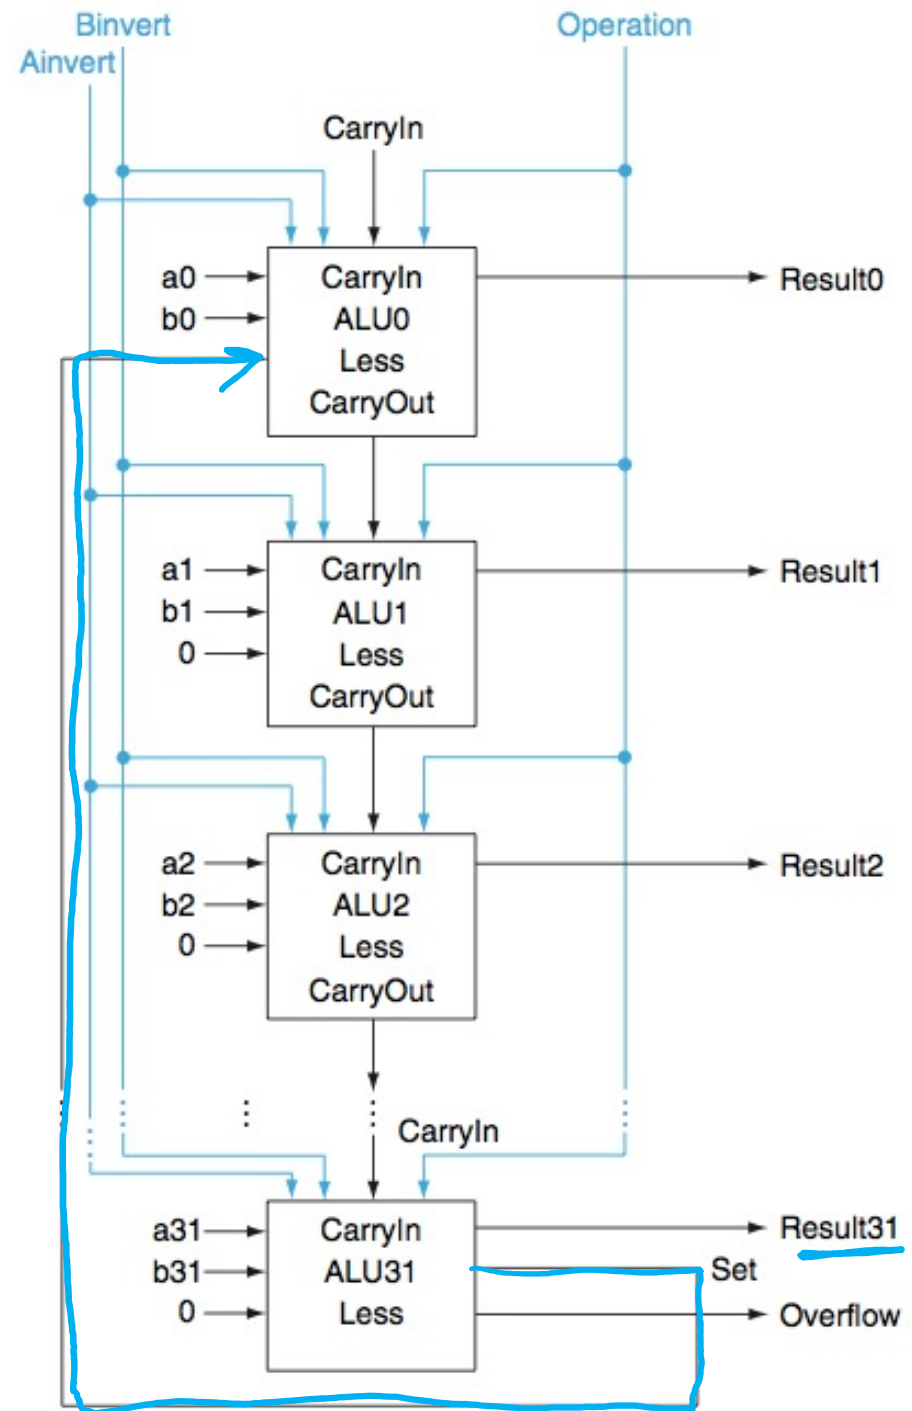 Binvert
Operation
Ainvert
CarryIn
a0
CarryIn
Result0
b0
ALU0
Less
CarryOut
a1
CarryIn
Result1
b1
ALU1
0
Less
CarryOut
a2
CarryIn
Result2
b2
ALU2
0
Less
CarryOut
CarryIn
a31
CarryIn
Result31
b31
ALU31
Set
0
Less
Overflow